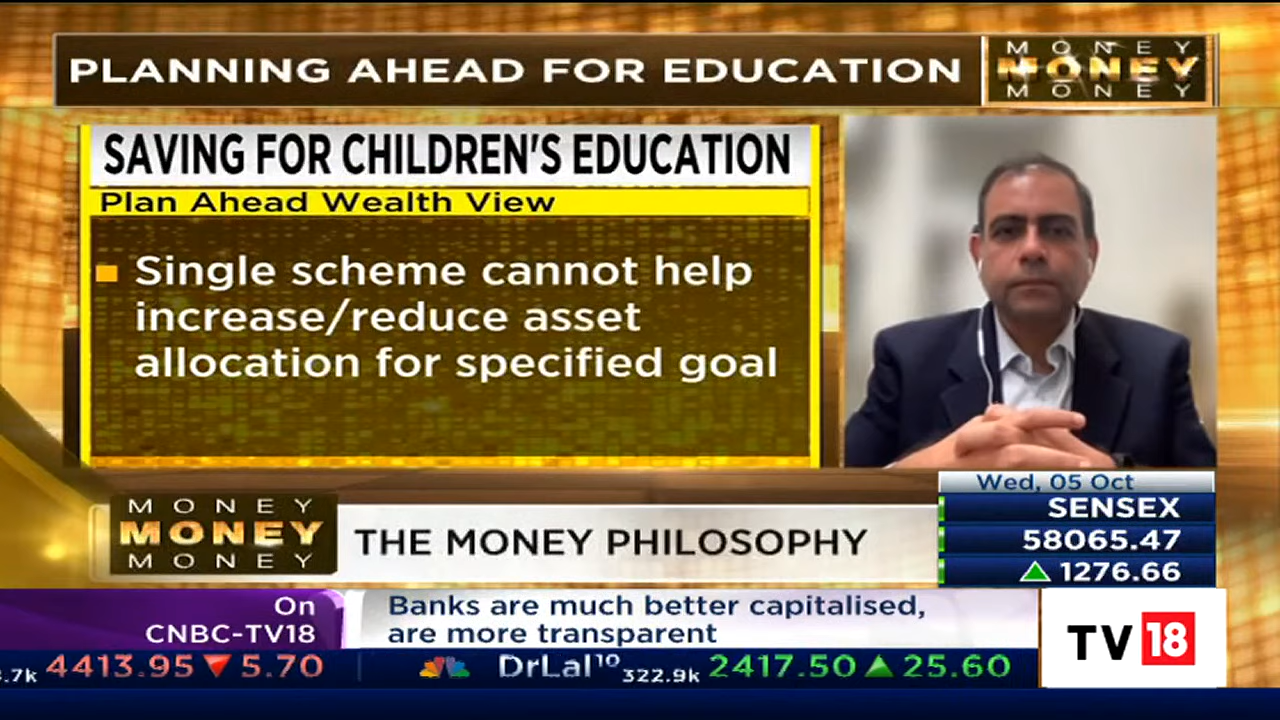 PLANNING AHEAD FOR EDUCATION
MONEY
MONEY
MONEY
SAVING FOR CHILDREN'S EDUCATION
Plan Ahead Wealth View
Single scheme cannot help
increase/reduce asset
allocation for specified goal
Wed, 05 Oct
SENSEX
58065.47
▲ 1276.66
MONEY
MONEY
MONEY
THE MONEY PHILOSOPHY
On
CNBC-TV18
Banks are much better capitalised,
are more transparent
TV18
.7k 4413.95 ▼ 5.70 DrLal¹⁰ 322.9k 2417.50 ▲ 25.60